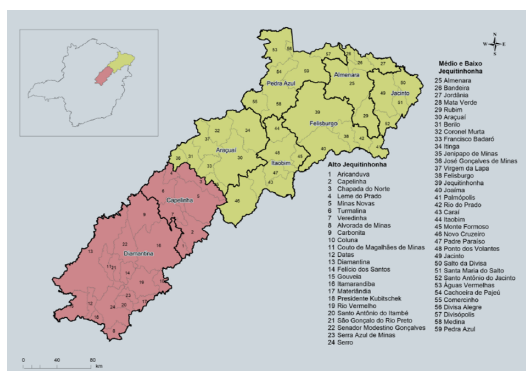 N
W
E
S
Pedra Azul
Almenara
Jacinto
Felisburgo
Araçuaí
Itaobim
Capelinha
Diamantina
Alto Jequitinhonha
1 Aricanduva
2 Capelinha
3 Chapada do Norte
4 Leme do Prado
5 Minas Novas
6 Turmalina
7 Veredinha
8 Alvorada de Minas
9 Carbonita
10 Coluna
11 Couto de Magalhães de Minas
12 Datas
13 Diamantina
14 Felício dos Santos
15 Gouveia
16 Itamarandiba
17 Materlândia
18 Presidente Kubitschek
19 Rio Vermelho
20 Santo Antônio do Itambé
21 São Gonçalo do Rio Preto
22 Senador Modestino Gonçalves
23 Serra Azul de Minas
24 Serro
Médio e Baixo
Jequitinhonha
25 Almenara
26 Bandeira
27 Jordânia
28 Mata Verde
29 Rubim
30 Araçuaí
31 Berilo
32 Coronel Murta
33 Francisco Badaró
34 Itinga
35 Jenipapo de Minas
36 José Gonçalves de Minas
37 Virgem da Lapa
38 Felisburgo
39 Jequitinhonha
40 Joaíma
41 Palmópolis
42 Rio do Prado
43 Caraí
44 Itaobim
45 Monte Formoso
46 Novo Cruzeiro
47 Padre Paraíso
48 Ponto dos Volantes
49 Jacinto
50 Salto da Divisa
51 Santa Maria do Salto
52 Santo Antônio do Jacinto
53 Águas Vermelhas
54 Cachoeira de Pajeú
55 Comercinho
56 Divisa Alegre
57 Divisópolis
58 Medina
59 Pedra Azul
0 40 80
km